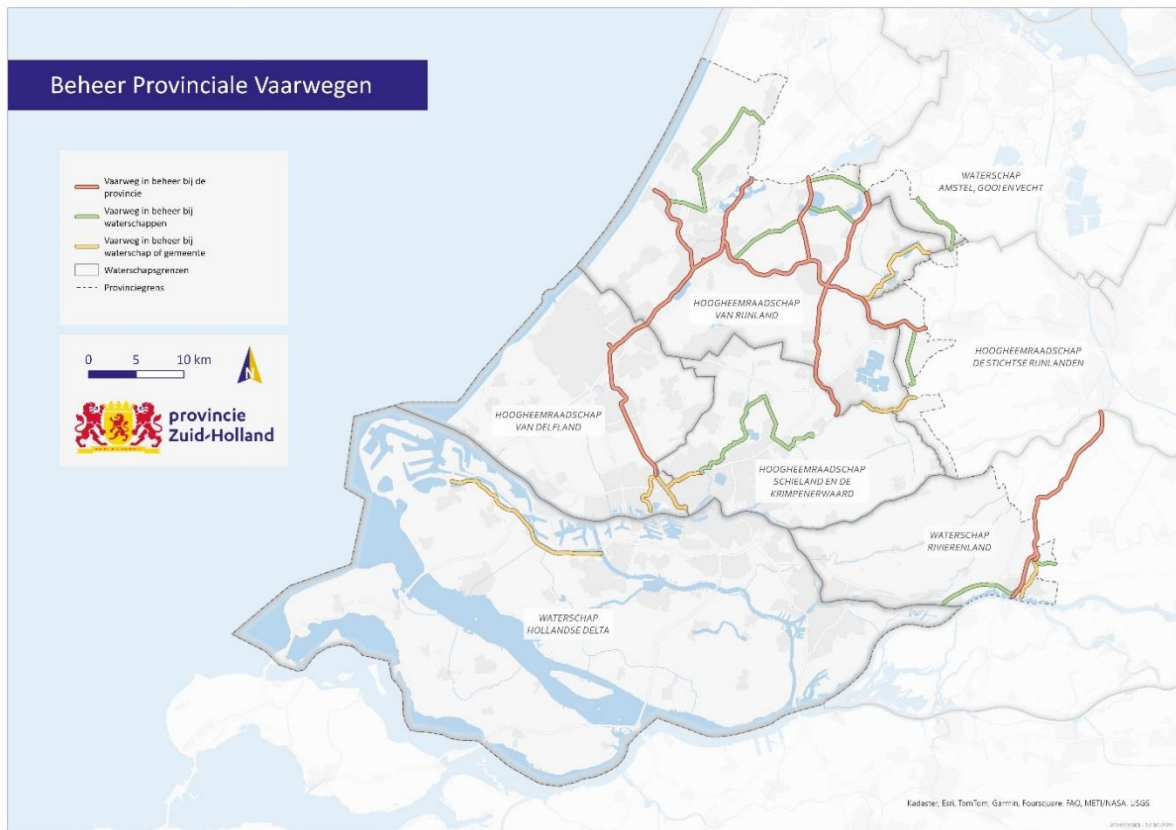 Beheer Provinciale Vaarwegen
Vaarweg in beheer bij de
provincie
Vaarweg in beheer bij
waterschappen
Vaarweg in beheer bij
waterschap of gemeente
Waterschapsgrenzen
Provinciegrens
0 5 10 km
N
provincie
Zuid-Holland
WATERSCHAP
AMSTEL, GOOI EN VECHT
HOOGHEEMRAADSCHAP
VAN RIJNLAND
HOOGHEEMRAADSCHAP
DE STICHTSE RIJNLANDEN
HOOGHEEMRAADSCHAP
VAN DELFLAND
HOOGHEEMRAADSCHAP
SCHIELAND EN DE
KRIMPENERWAARD
WATERSCHAP
RIVIERENLAND
WATERSCHAP
HOLLANDSE DELTA
Kadaster, Esri, TomTom, Garmin, Foursquare, FAO, METI/NASA, USGS